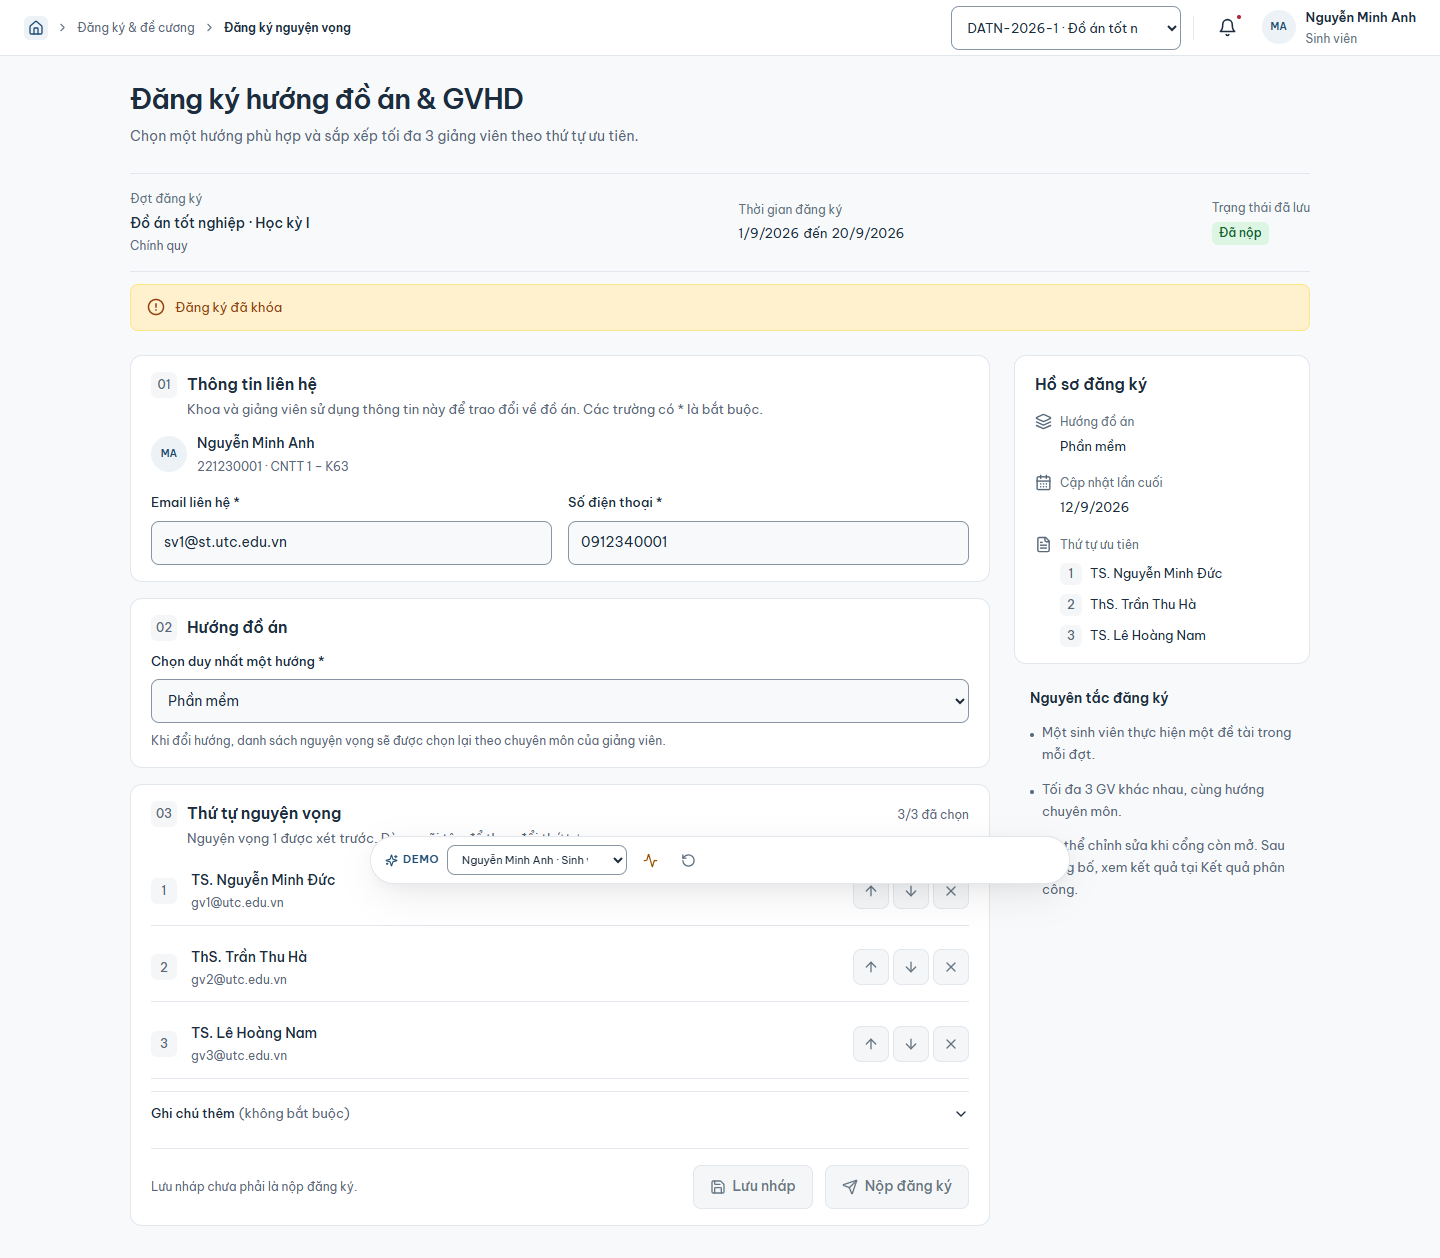 Đăng ký & đề cương
Đăng ký nguyện vọng
DATN-2026-1 · Đồ án tốt n
MA
Nguyễn Minh Anh
Sinh viên
Đăng ký hướng đồ án & GVHD
Chọn một hướng phù hợp và sắp xếp tối đa 3 giảng viên theo thứ tự ưu tiên.
Đợt đăng ký
Đồ án tốt nghiệp · Học kỳ I
Chính quy
Thời gian đăng ký
1/9/2026 đến 20/9/2026
Trạng thái đã lưu
Đã nộp
Đăng ký đã khóa
01
Thông tin liên hệ
Khoa và giảng viên sử dụng thông tin này để trao đổi về đồ án. Các trường có * là bắt buộc.
MA
Nguyễn Minh Anh
221230001 · CNTT 1 – K63
Email liên hệ *
sv1@st.utc.edu.vn
Số điện thoại *
0912340001
02
Hướng đồ án
Chọn duy nhất một hướng *
Phần mềm
Khi đổi hướng, danh sách nguyện vọng sẽ được chọn lại theo chuyên môn của giảng viên.
03
Thứ tự nguyện vọng
3/3 đã chọn
Nguyện vọng 1 được xét trước.
DEMO
Nguyễn Minh Anh · Sinh
1
TS. Nguyễn Minh Đức
gv1@utc.edu.vn
2
ThS. Trần Thu Hà
gv2@utc.edu.vn
3
TS. Lê Hoàng Nam
gv3@utc.edu.vn
Ghi chú thêm (không bắt buộc)
Lưu nháp chưa phải là nộp đăng ký.
Lưu nháp
Nộp đăng ký
Hồ sơ đăng ký
Hướng đồ án
Phần mềm
Cập nhật lần cuối
12/9/2026
Thứ tự ưu tiên
1 TS. Nguyễn Minh Đức
2 ThS. Trần Thu Hà
3 TS. Lê Hoàng Nam
Nguyên tắc đăng ký
• Một sinh viên thực hiện một đề tài trong
mỗi đợt.
• Tối đa 3 GV khác nhau, cùng hướng
chuyên môn.
thể chỉnh sửa khi cổng còn mở. Sau
bố, xem kết quả tại Kết quả phân
công.